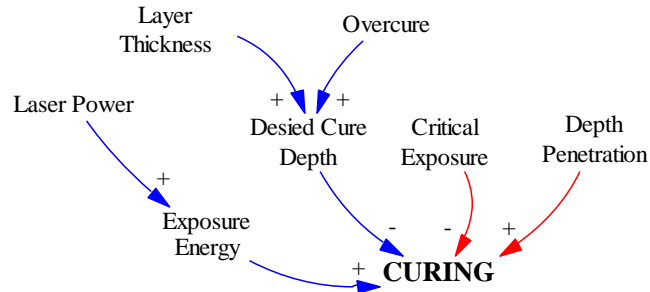 Layer
Thickness
Overcure
Laser Power
+
+
Desied Cure
Depth
Critical
Exposure
Depth
Penetration
+
Exposure
Energy
-
-
+
+
CURING